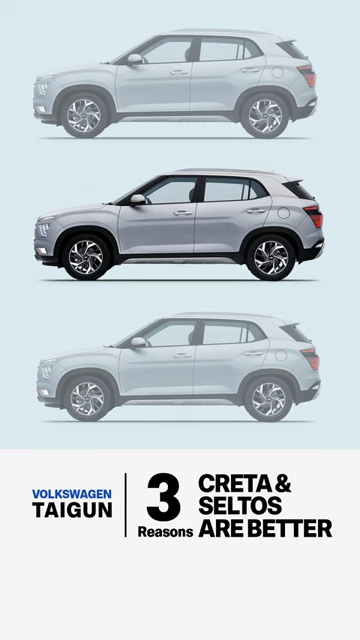 VOLKSWAGEN
TAIGUN
3
Reasons
CRETA &
SELTOS
ARE BETTER